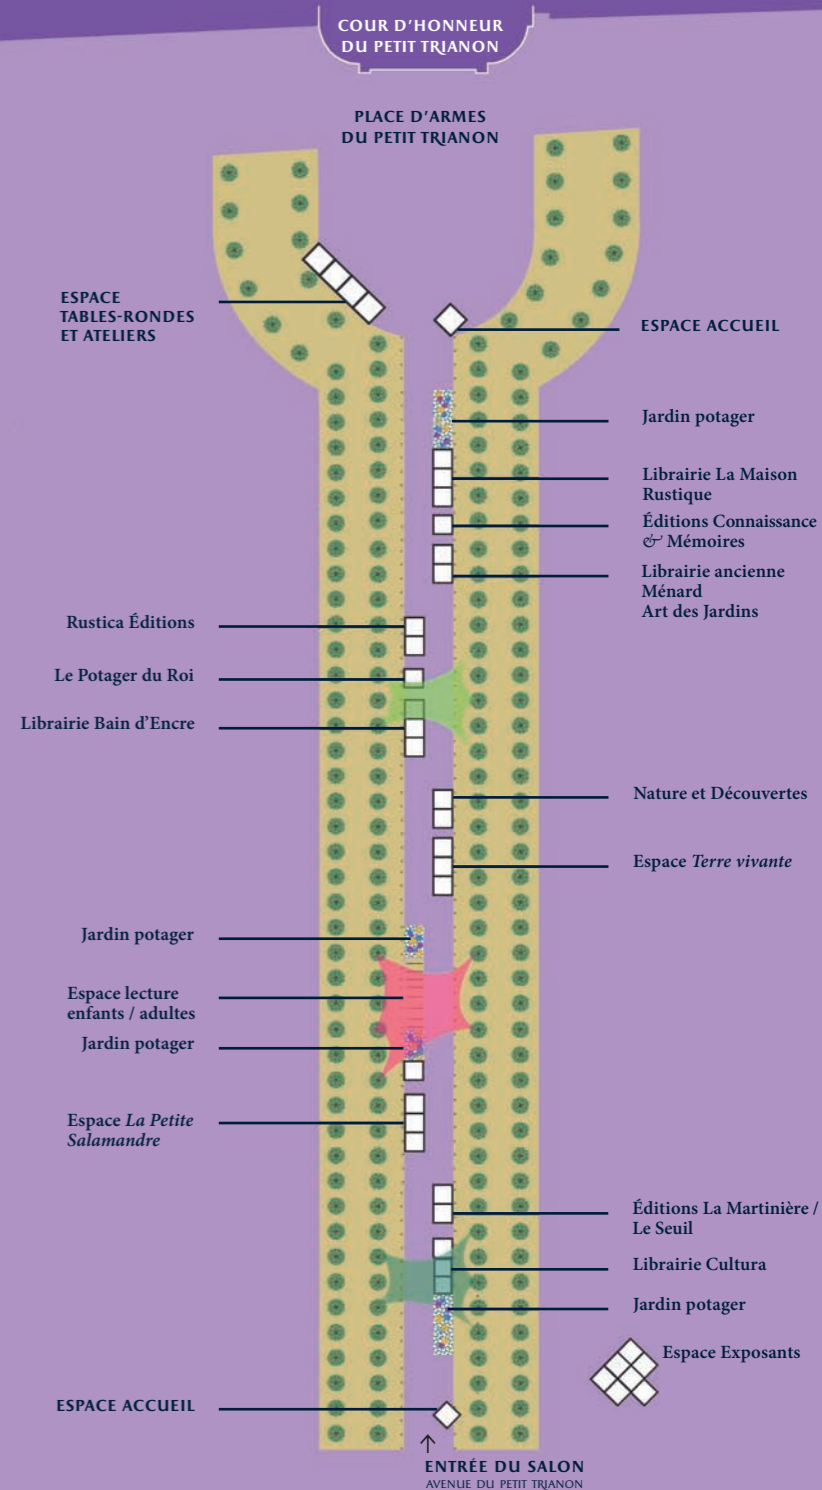 COUR D’HONNEUR
DU PETIT TRIANON
PLACE D’ARMES
DU PETIT TRIANON
ESPACE
TABLES-RONDES
ET ATELIERS
ESPACE ACCUEIL
Jardin potager
Librairie La Maison
Rustique
Éditions Connaissance
& Mémoires
Librairie ancienne
Ménard
Art des Jardins
Rustica Éditions
Le Potager du Roi
Librairie Bain d’Encre
Nature et Découvertes
Espace Terre vivante
Jardin potager
Espace lecture
enfants / adultes
Jardin potager
Espace La Petite
Salamandre
Éditions La Martinière /
Le Seuil
Librairie Cultura
Jardin potager
Espace Exposants
ESPACE ACCUEIL
ENTRÉE DU SALON
AVENUE DU PETIT TRIANON